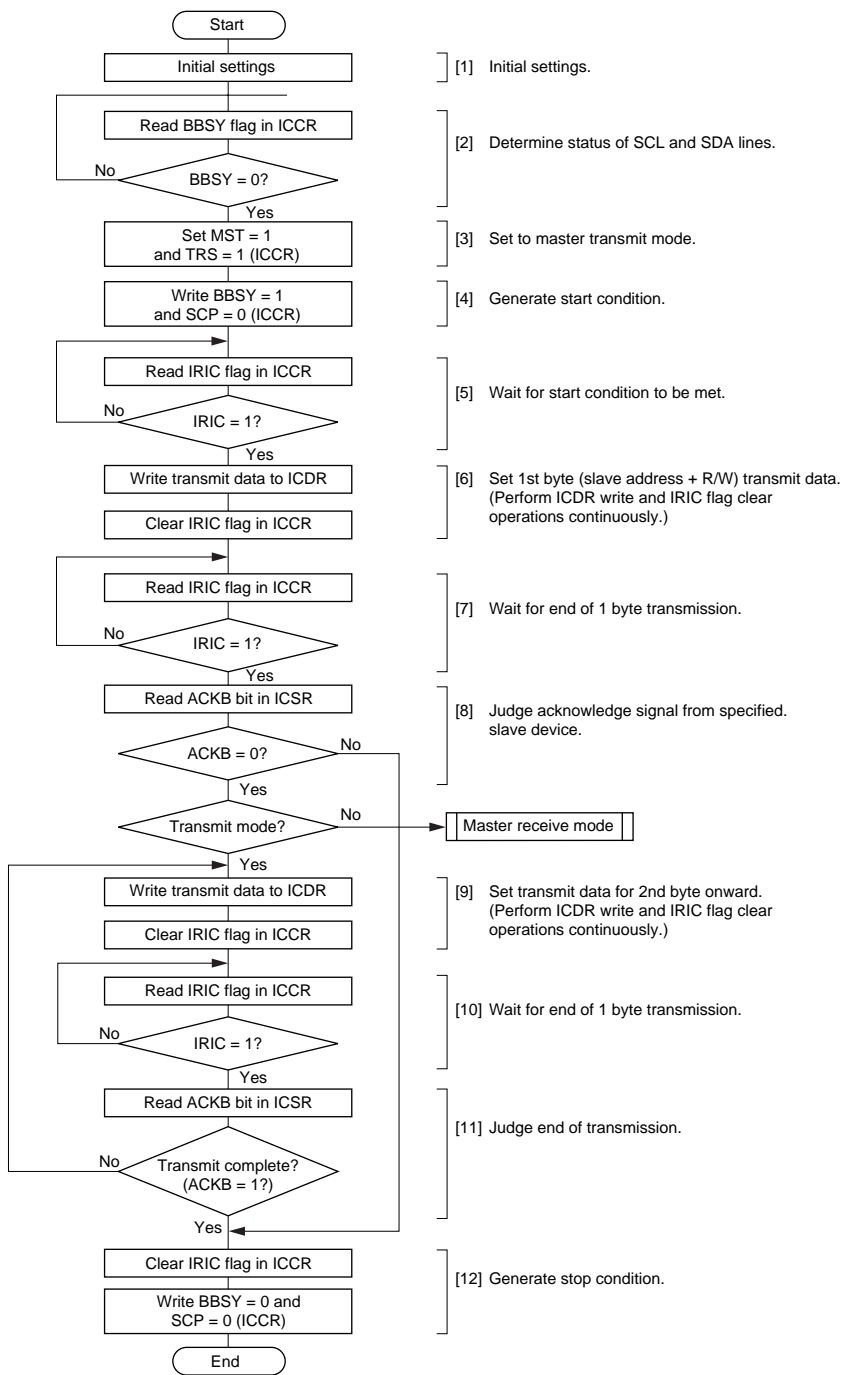 Start
Initial settings
[1] Initial settings.
Read BBSY flag in ICCR
[2] Determine status of SCL and SDA lines.
No
BBSY = 0?
Yes
Set MST = 1
and TRS = 1 (ICCR)
[3] Set to master transmit mode.
Write BBSY = 1
and SCP = 0 (ICCR)
[4] Generate start condition.
Read IRIC flag in ICCR
[5] Wait for start condition to be met.
No
IRIC = 1?
Yes
Write transmit data to ICDR
[6] Set 1st byte (slave address + R/W) transmit data.
(Perform ICDR write and IRIC flag clear
operations continuously.)
Clear IRIC flag in ICCR
Read IRIC flag in ICCR
[7] Wait for end of 1 byte transmission.
No
IRIC = 1?
Yes
Read ACKB bit in ICSR
[8] Judge acknowledge signal from specified.
slave device.
No
ACKB = 0?
Yes
No
Transmit mode?
Master receive mode
Yes
Write transmit data to ICDR
[9] Set transmit data for 2nd byte onward.
(Perform ICDR write and IRIC flag clear
operations continuously.)
Clear IRIC flag in ICCR
Read IRIC flag in ICCR
[10] Wait for end of 1 byte transmission.
No
IRIC = 1?
Yes
Read ACKB bit in ICSR
[11] Judge end of transmission.
No
Transmit complete?
(ACKB = 1?)
Yes
Clear IRIC flag in ICCR
[12] Generate stop condition.
Write BBSY = 0 and
SCP = 0 (ICCR)
End